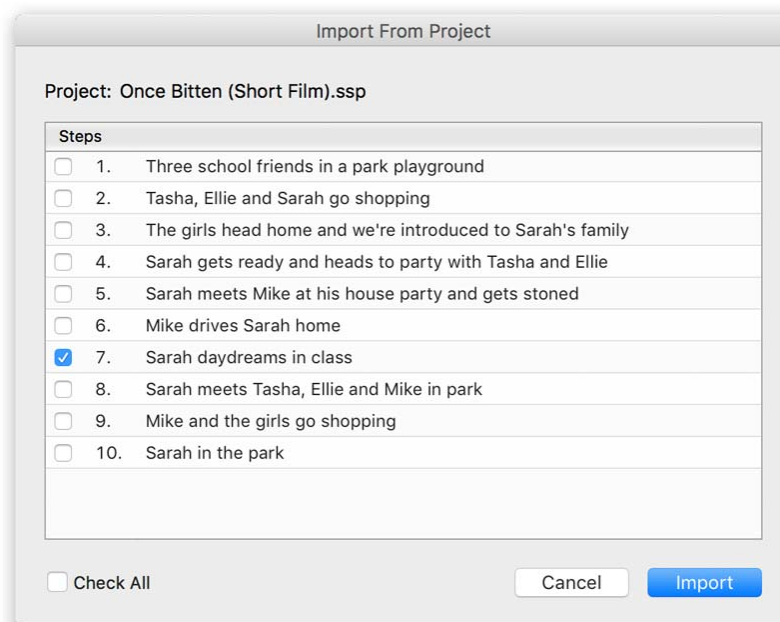 Import From Project
Project: Once Bitten (Short Film).ssp
Steps
1. Three school friends in a park playground
2. Tasha, Ellie and Sarah go shopping
3. The girls head home and we're introduced to Sarah's family
4. Sarah gets ready and heads to party with Tasha and Ellie
5. Sarah meets Mike at his house party and gets stoned
6. Mike drives Sarah home
7. Sarah daydreams in class
8. Sarah meets Tasha, Ellie and Mike in park
9. Mike and the girls go shopping
10. Sarah in the park
Check All Cancel Import